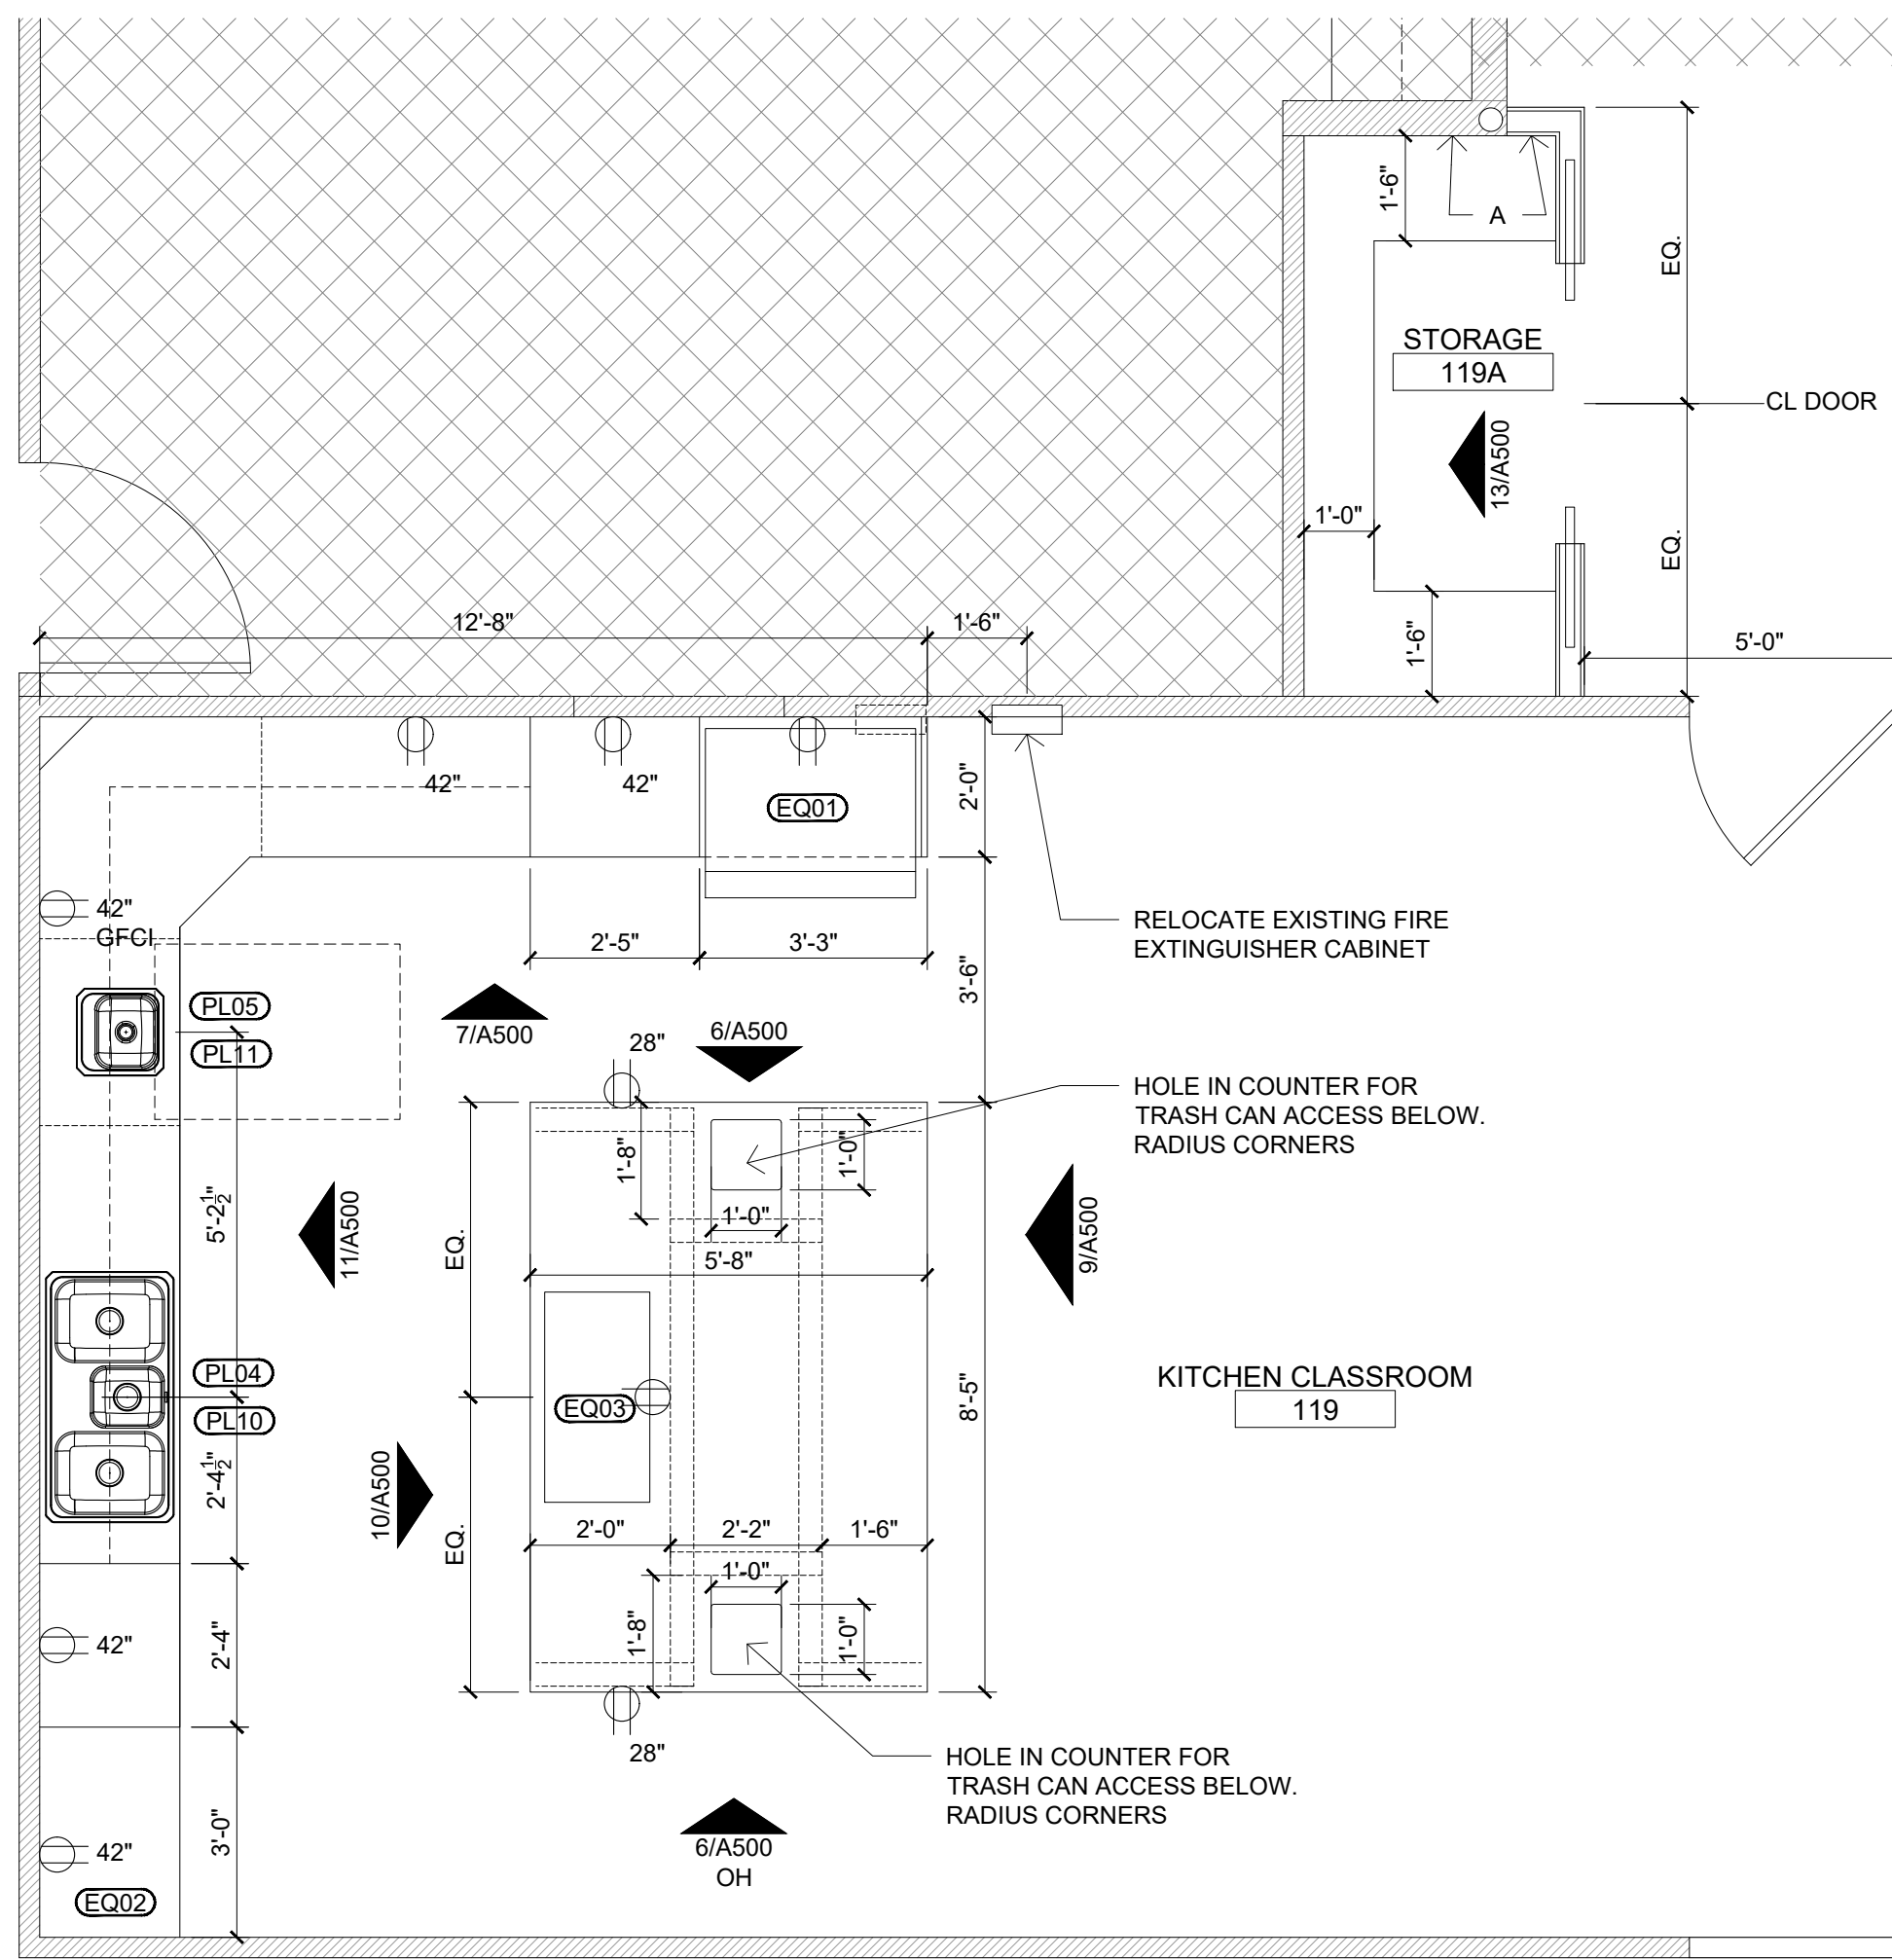 1'-6"
A
EQ.
STORAGE
119A
CL DOOR
13/A500
1'-0"
EQ.
12'-8"
1'-6"
1'-6"
5'-0"
42"
42"
EQ01
2'-0"
42"
GFCI
2'-5"
3'-3"
RELOCATE EXISTING FIRE
EXTINGUISHER CABINET
3'-6"
PL05
PL11
7/A500
28"
6/A500
HOLE IN COUNTER FOR
TRASH CAN ACCESS BELOW.
RADIUS CORNERS
1'-8"
1'-0"
5'-2 1/2"
11/A500
EQ.
1'-0"
5'-8"
9/A500
PL04
PL10
EQ03
8'-5"
KITCHEN CLASSROOM
119
2'-4 1/2"
10/A500
EQ.
2'-0"
2'-2"
1'-6"
1'-0"
42"
2'-4"
1'-8"
1'-0"
28"
HOLE IN COUNTER FOR
TRASH CAN ACCESS BELOW.
RADIUS CORNERS
3'-0"
42"
6/A500
OH
EQ02